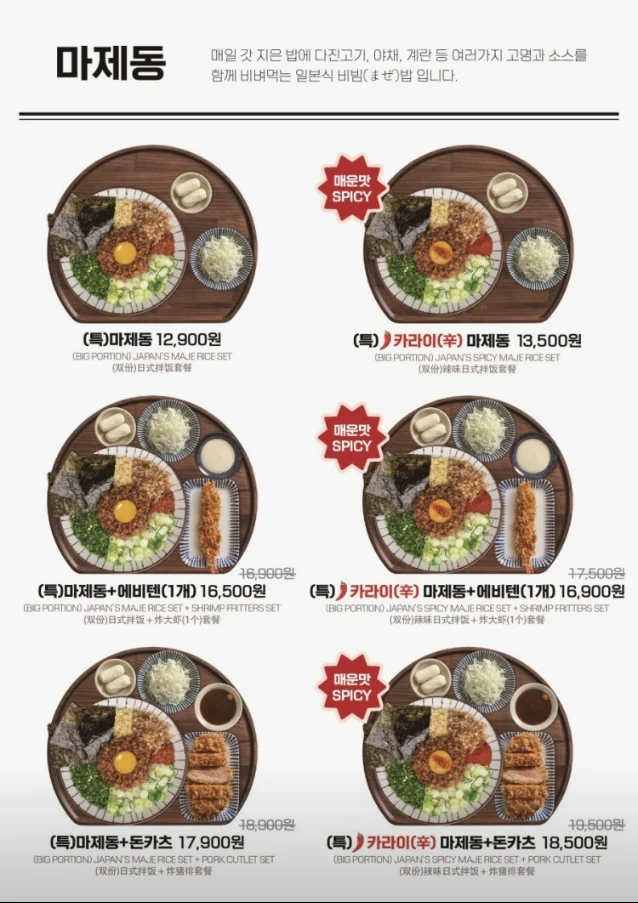 마제동
매일 갓 지은 밥에 다진고기, 야채, 계란 등 여러가지 고명과 소스를
함께 비벼먹는 일본식 비빔(まぜ)밥 입니다.
(특)마제동 12,900원
(BIG PORTION) JAPAN'S MAJE RICE SET
(双份)日式拌饭套餐
매운맛
SPICY
(특)카라이(辛) 마제동 13,500원
(BIG PORTION) JAPAN'S SPICY MAJE RICE SET
(双份)辣味日式拌饭套餐
16,900원
(특)마제동+에비텐(1개) 16,500원
(BIG PORTION) JAPAN'S MAJE RICE SET + SHRIMP FRITTERS SET
(双份)日式拌饭 + 炸大虾(1个)套餐
매운맛
SPICY
17,500원
(특)카라이(辛) 마제동+에비텐(1개) 16,900원
(BIG PORTION) JAPAN'S SPICY MAJE RICE SET + SHRIMP FRITTERS SET
(双份)辣味日式拌饭 + 炸大虾(1个)套餐
18,900원
(특)마제동+돈카츠 17,900원
(BIG PORTION) JAPAN'S MAJE RICE SET + PORK CUTLET SET
(双份)日式拌饭 + 炸猪排套餐
매운맛
SPICY
19,500원
(특)카라이(辛) 마제동+돈카츠 18,500원
(BIG PORTION) JAPAN'S SPICY MAJE RICE SET + PORK CUTLET SET
(双份)辣味日式拌饭 + 炸猪排套餐